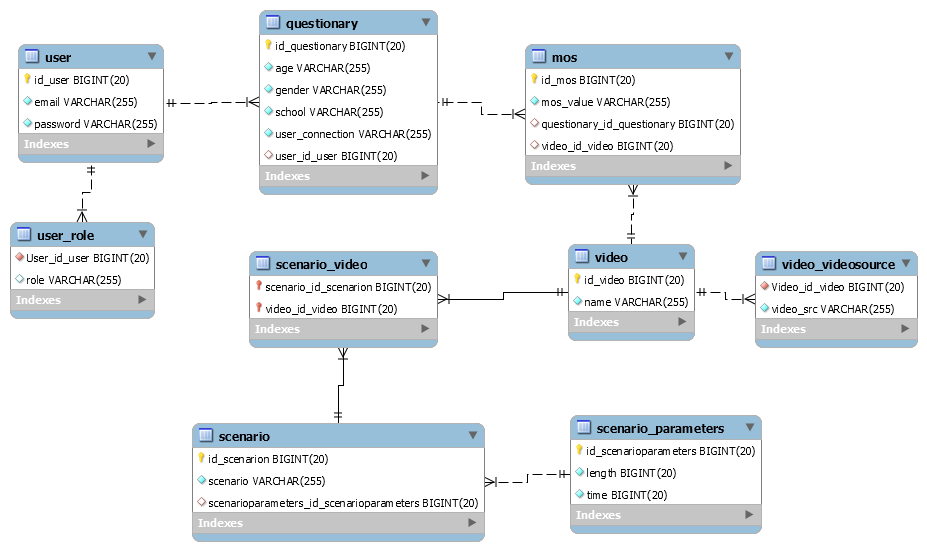 questionary
id_questionary BIGINT(20)
age VARCHAR(255)
gender VARCHAR(255)
school VARCHAR(255)
user_connection VARCHAR(255)
user_id_user BIGINT(20)
Indexes
user
id_user BIGINT(20)
email VARCHAR(255)
password VARCHAR(255)
Indexes
mos
id_mos BIGINT(20)
mos_value VARCHAR(255)
questionary_id_questionary BIGINT(20)
video_id_video BIGINT(20)
Indexes
user_role
User_id_user BIGINT(20)
role VARCHAR(255)
Indexes
scenario_video
scenario_id_scenarion BIGINT(20)
video_id_video BIGINT(20)
Indexes
video
id_video BIGINT(20)
name VARCHAR(255)
Indexes
video_videosource
Video_id_video BIGINT(20)
video_src VARCHAR(255)
Indexes
scenario
id_scenarion BIGINT(20)
scenario VARCHAR(255)
scenarioparameters_id_scenarioparameters BIGINT(20)
Indexes
scenario_parameters
id_scenarioparameters BIGINT(20)
length BIGINT(20)
time BIGINT(20)
Indexes